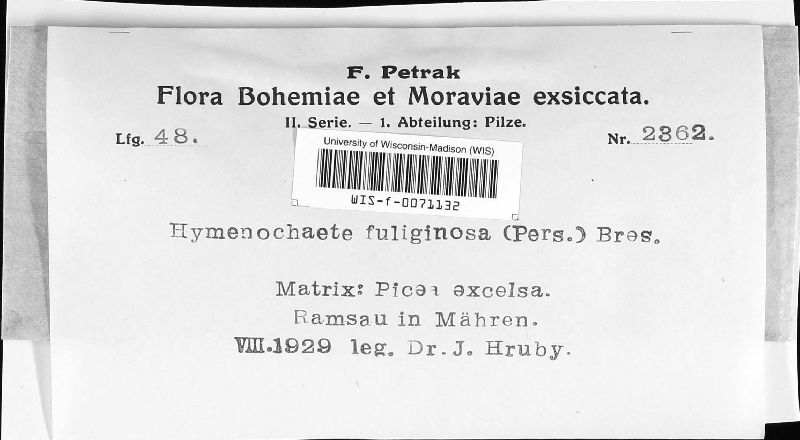 F. Petrak
Flora Bohemiae et Moraviae exsiccata.
II. Serie. — 1. Abteilung: Pilze.
Lfg. 48. Nr. 2362.
University of Wisconsin-Madison (WIS)
WIS-f-0071132
Hymenochaete fuliginosa (Pers.) Bres.
Matrix: Picea excelsa.
Ramsau in Mähren.
VIII.1929 leg. Dr. J. Hruby.